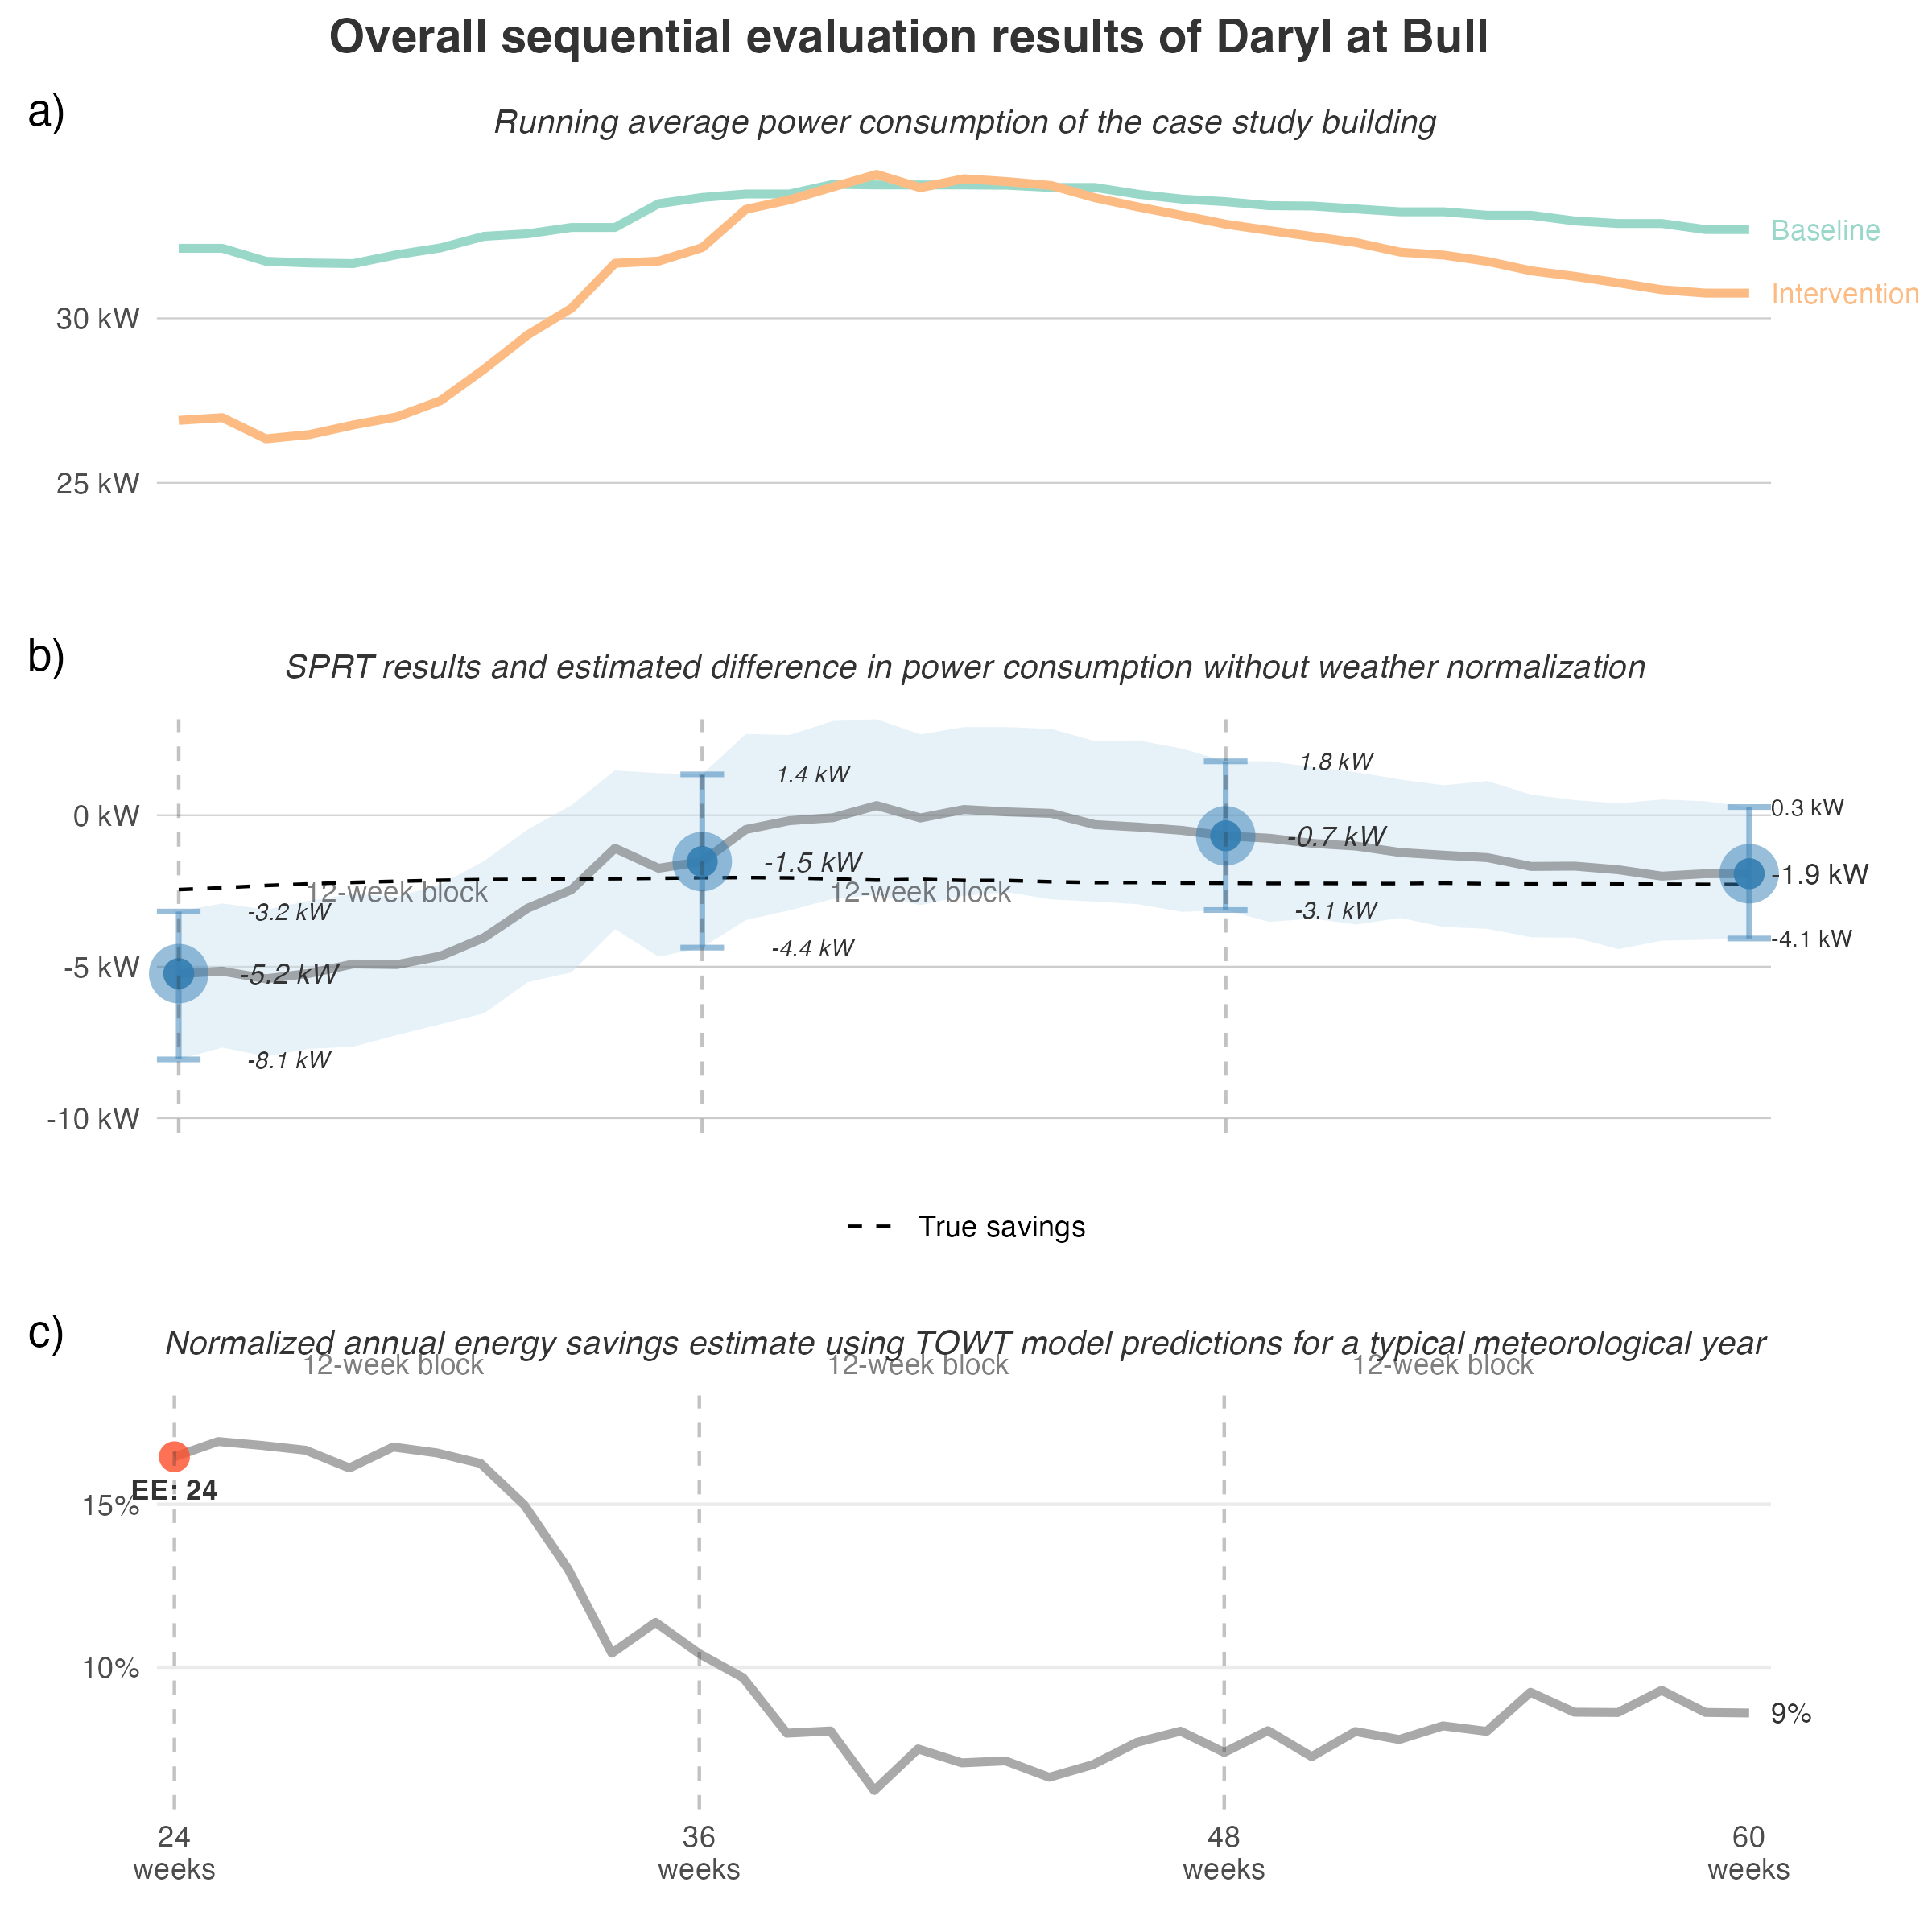 Overall sequential evaluation results of Daryl at Bull
a)
Running average power consumption of the case study building
Baseline
Intervention
30 kW
25 kW
b)
SPRT results and estimated difference in power consumption without weather normalization
1.4 kW
1.8 kW
0 kW
0.3 kW
-0.7 kW
-1.5 kW
-1.9 kW
12-week block
12-week block
-3.2 kW
-3.1 kW
-4.4 kW
-4.1 kW
-5 kW
-5.2 kW
-8.1 kW
-10 kW
True savings
c)
Normalized annual energy savings estimate using TOWT model predictions for a typical meteorological year
12-week block
12-week block
12-week block
EE: 24
15%
10%
9%
24
weeks
36
weeks
48
weeks
60
weeks